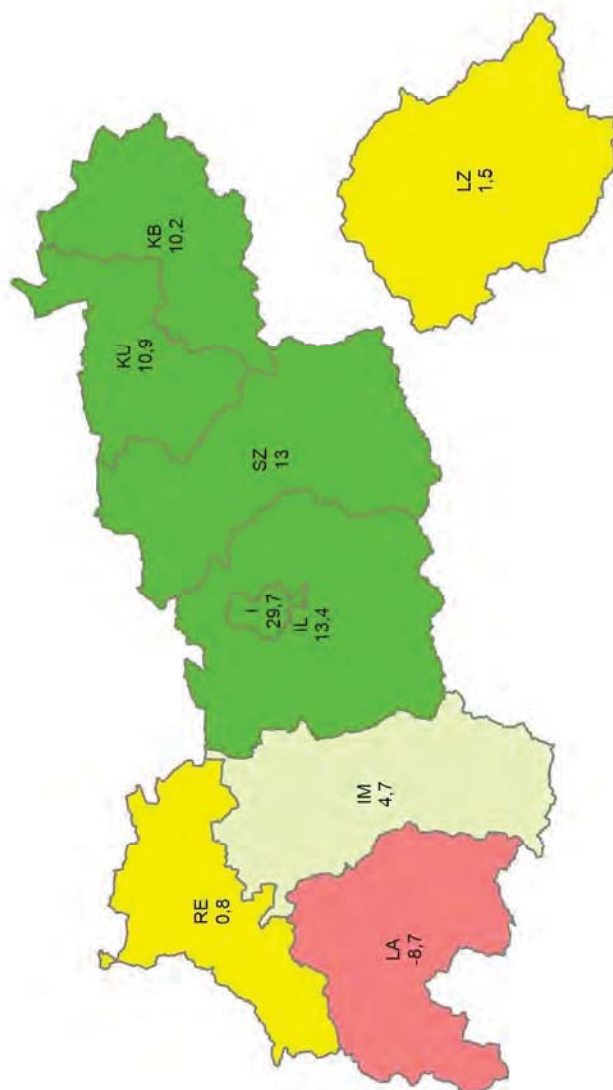 RE
0,8
LA
-8,7
IM
4,7
I
29,7
IL
13,4
SZ
13
KU
10,9
KB
10,2
LZ
1,5